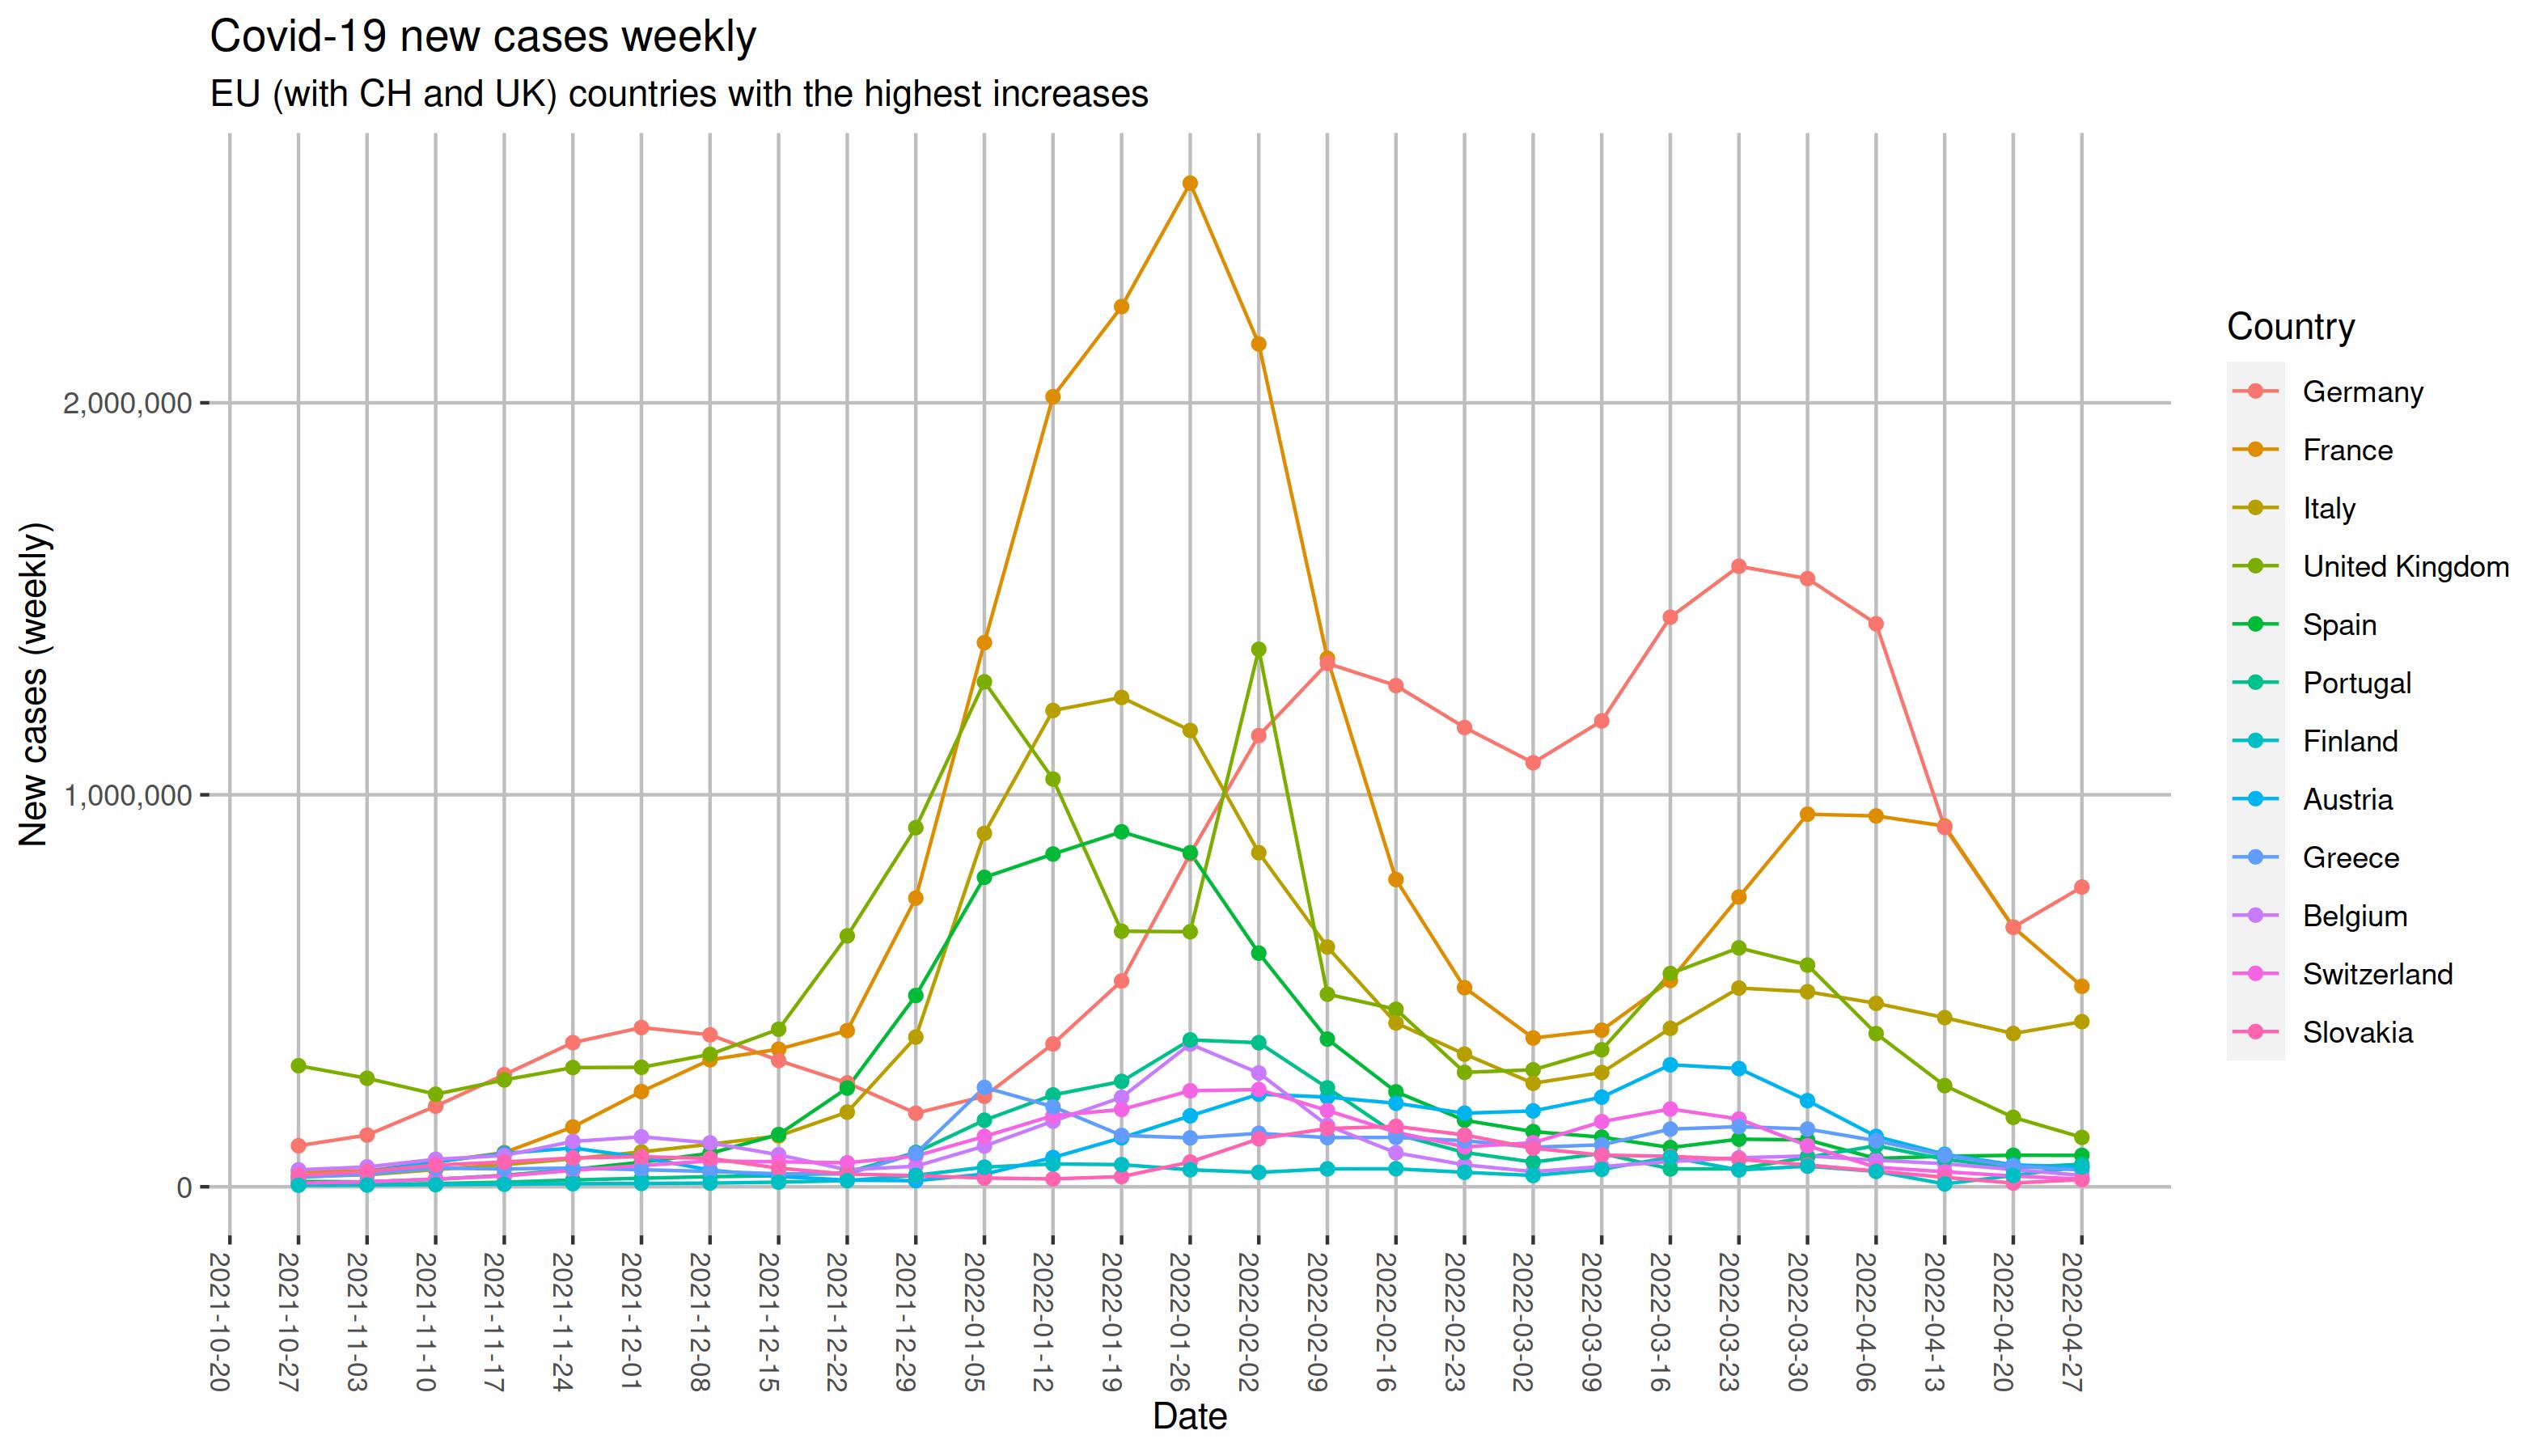 Covid-19 new cases weekly
EU (with CH and UK) countries with the highest increases
New cases (weekly)
2,000,000
1,000,000
0
2021-10-20
2021-10-27
2021-11-03
2021-11-10
2021-11-17
2021-11-24
2021-12-01
2021-12-08
2021-12-15
2021-12-22
2021-12-29
2022-01-05
2022-01-12
2022-01-19
2022-01-26
2022-02-02
2022-02-09
2022-02-16
2022-02-23
2022-03-02
2022-03-09
2022-03-16
2022-03-23
2022-03-30
2022-04-06
2022-04-13
2022-04-20
2022-04-27
Date
Country
Germany
France
Italy
United Kingdom
Spain
Portugal
Finland
Austria
Greece
Belgium
Switzerland
Slovakia